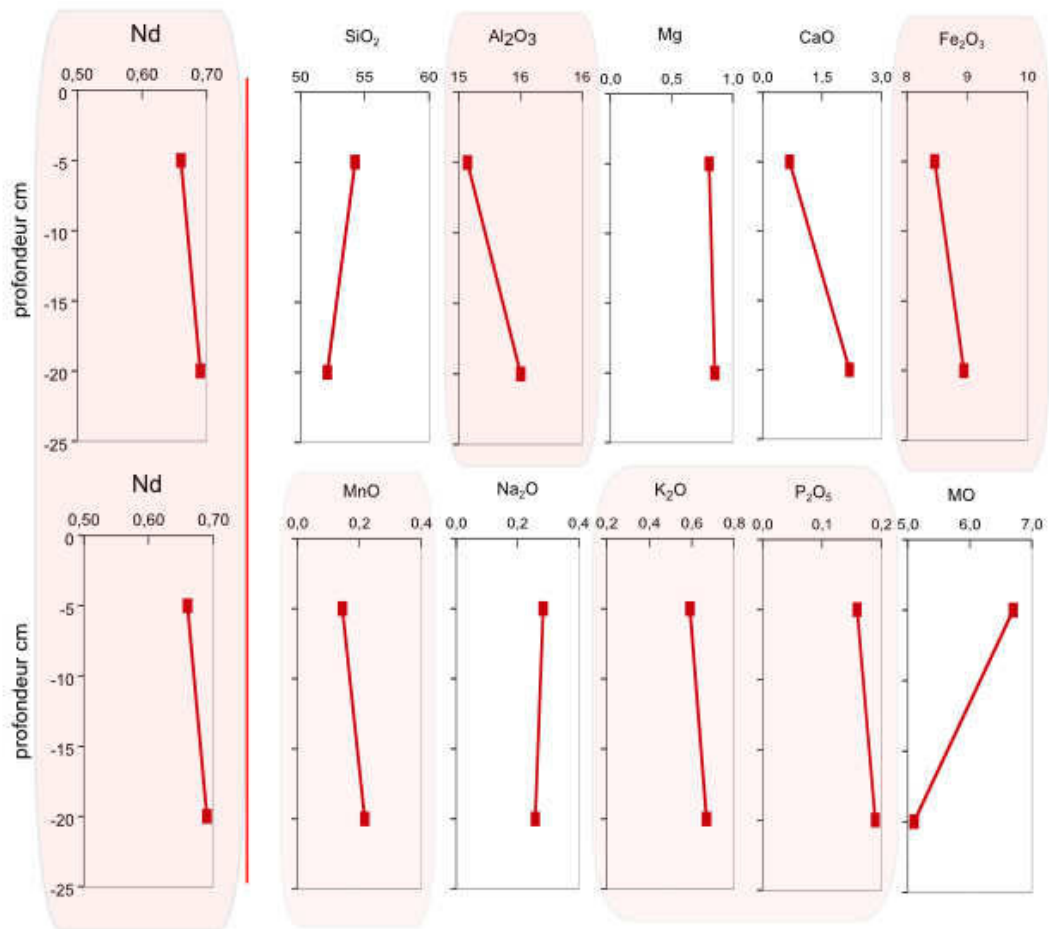 Nd
0,50 0,60 0,70
SiO₂
50 55 60
Al2O3
15 16 16
Mg
0,0 0,5 1,0
CaO
0,0 1,5 3,0
Fe₂O₃
8 9 10
0
-5
-10
-15
-20
-25
profondeur cm
Nd
0,50 0,60 0,70
MnO
0,0 0,2 0,4
Na₂O
0,0 0,2 0,4
K₂O
0,2 0,4 0,6 0,8
P₂O₅
0,0 0,1 0,2
MO
5,0 6,0 7,0
0
-5
-10
-15
-20
-25
profondeur cm